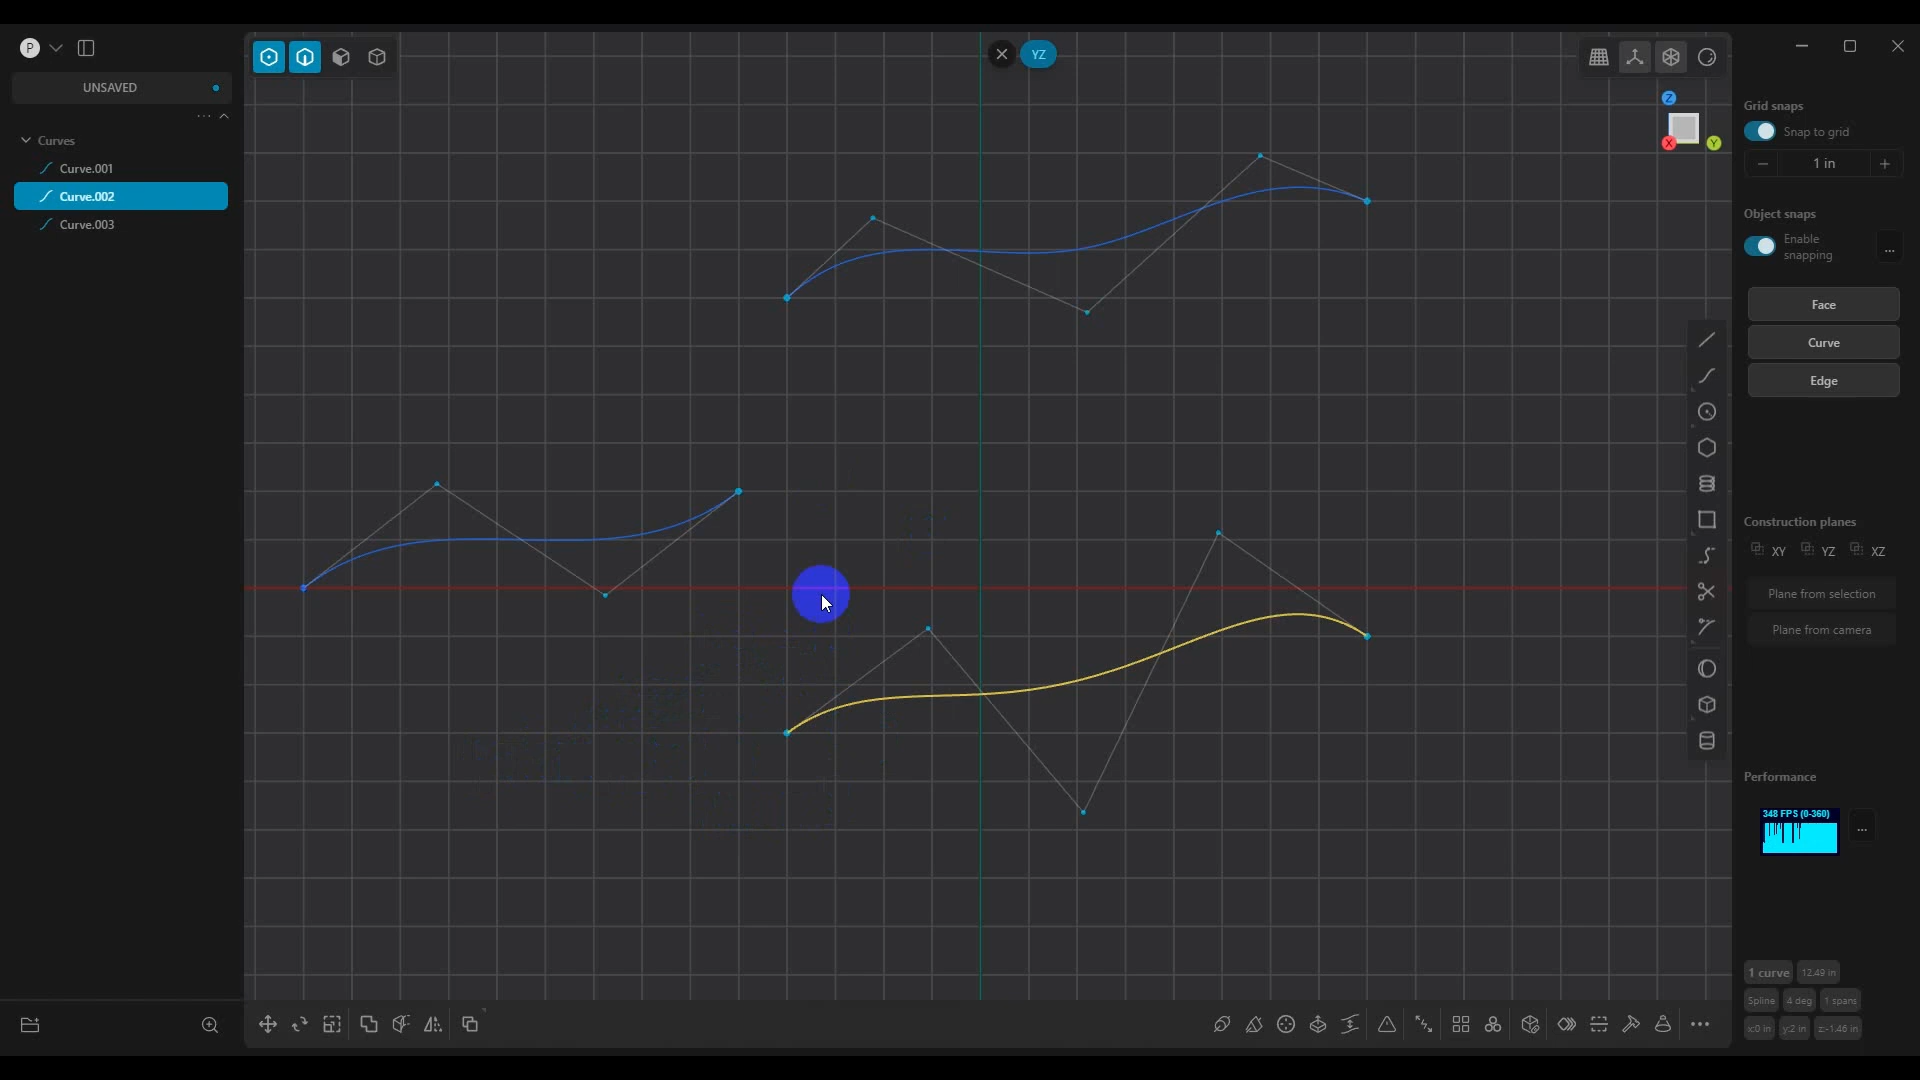 P
UNSAVED
Curves
Curve.001
Curve.002
Curve.003
YZ
Z
X
Y
Grid snaps
Snap to grid
1 in
Object snaps
Enable
snapping
Face
Curve
Edge
Construction planes
XY YZ XZ
Plane from selection
Plane from camera
Performance
348 FPS (0-360)
1 curve 12.49 in
Spline 4 deg 1 spans
x:0 in y:2 in z:-1.46 in